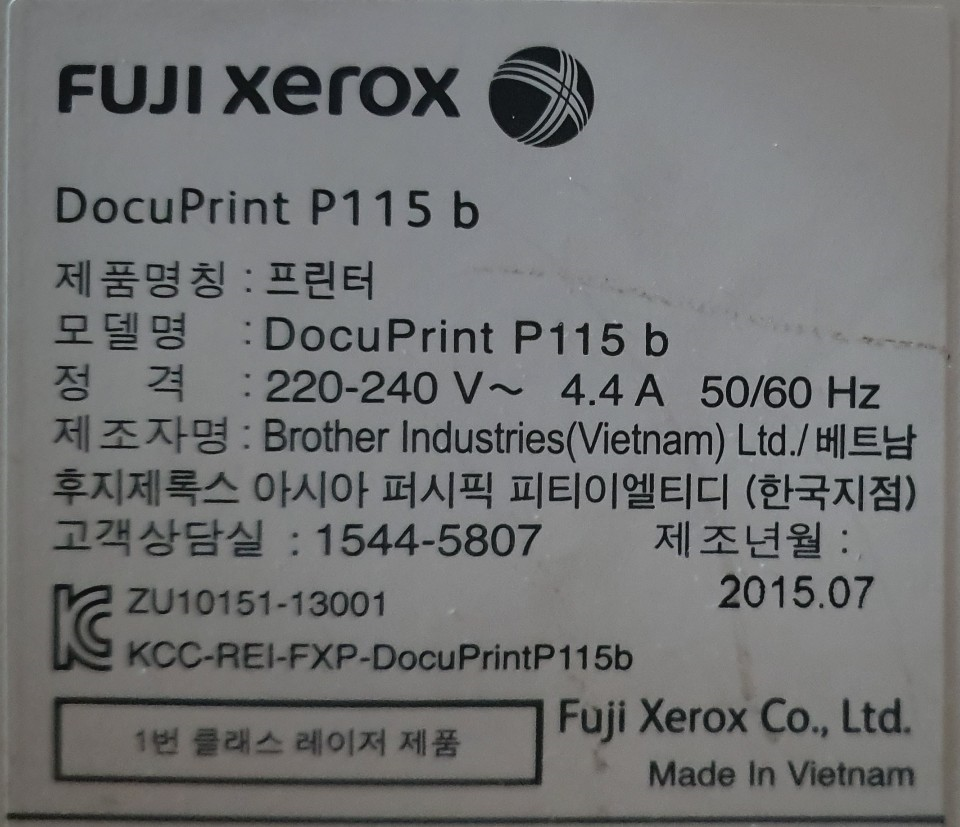 FUJI xerox
DocuPrint P115 b
제품명칭 : 프린터
모델명 : DocuPrint P115 b
정 격 : 220-240 V～ 4.4 A 50/60 Hz
제조자명 : Brother Industries(Vietnam) Ltd./베트남
후지제록스 아시아 퍼시픽 피티이엘티디 (한국지점)
고객상담실 : 1544-5807 제조년월 :
2015.07
ZU10151-13001
KCC-REI-FXP-DocuPrintP115b
1번 클래스 레이저 제품
Fuji Xerox Co., Ltd.
Made In Vietnam